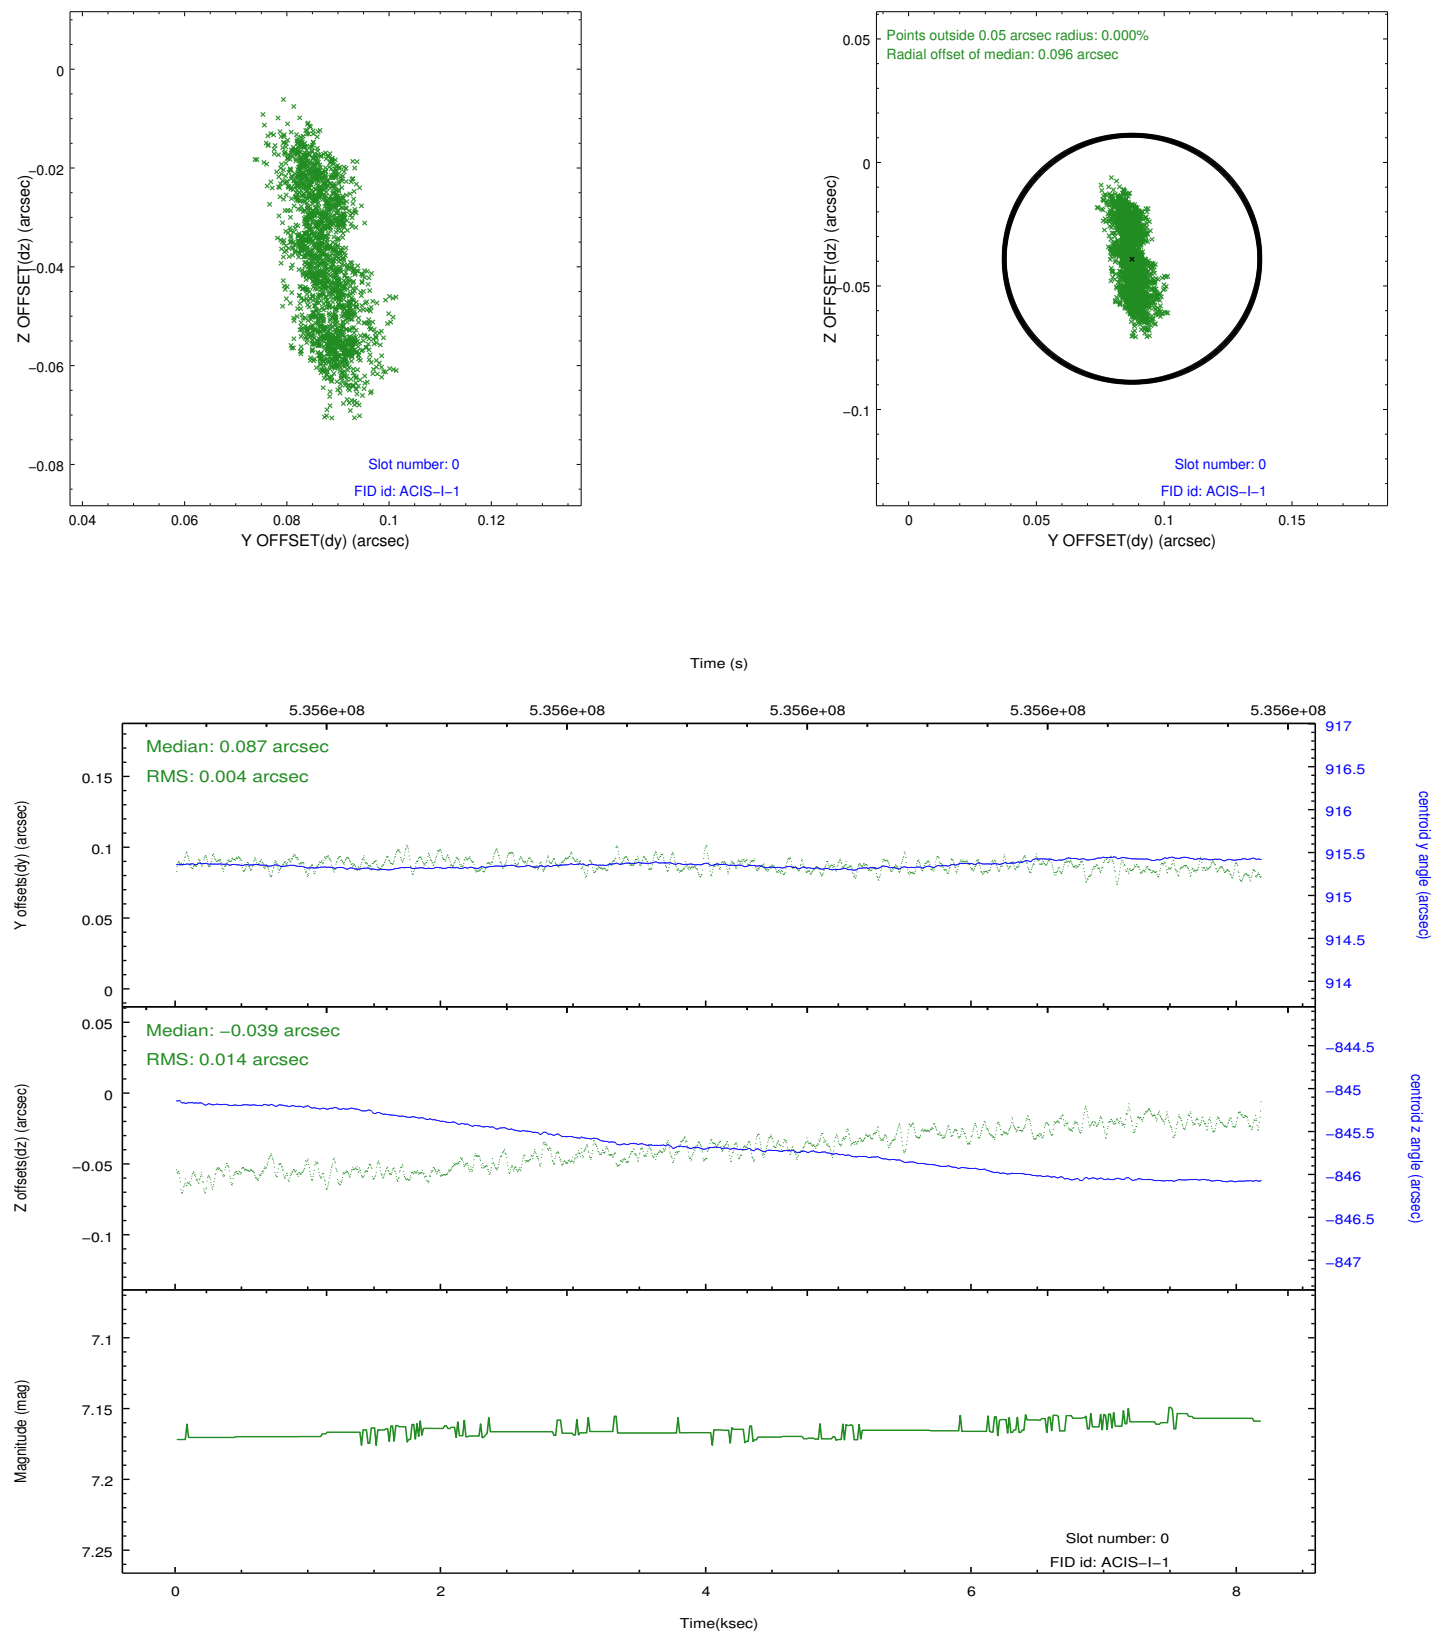 0
−0.02
−0.04
−0.06
−0.08
Z OFFSET(dz) (arcsec)
Slot number: 0
FID id: ACIS−I−1
0.04 0.06 0.08 0.1 0.12
Y OFFSET(dy) (arcsec)
Points outside 0.05 arcsec radius: 0.000%
Radial offset of median: 0.096 arcsec
0.05
0
−0.05
−0.1
Z OFFSET(dz) (arcsec)
Slot number: 0
FID id: ACIS−I−1
0 0.05 0.1 0.15
Y OFFSET(dy) (arcsec)
Time (s)
5.356e+08 5.356e+08 5.356e+08 5.356e+08 5.356e+08
Median: 0.087 arcsec
RMS: 0.004 arcsec
0.15
0.1
0.05
0
Y offsets(dy) (arcsec)
917
916.5
916
915.5
915
914.5
914
centroid y angle (arcsec)
Median: −0.039 arcsec
RMS: 0.014 arcsec
0.05
0
−0.05
−0.1
Z offsets(dz) (arcsec)
−844.5
−845
−845.5
−846
−846.5
−847
centroid z angle (arcsec)
7.1
7.15
7.2
7.25
Magnitude (mag)
Slot number: 0
FID id: ACIS−I−1
0 2 4 6 8
Time(ksec)